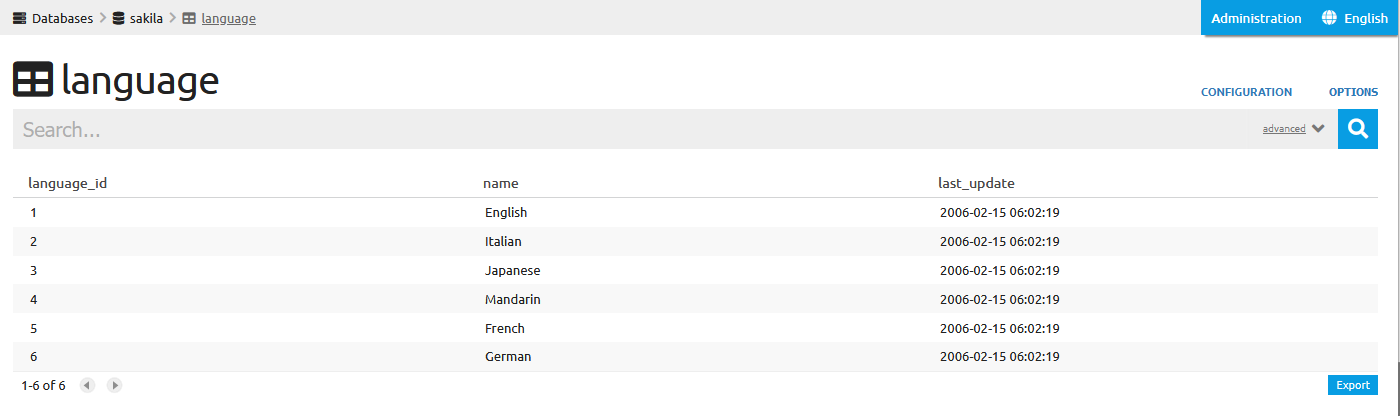 Databases sakila language Administration English
language
CONFIGURATION OPTIONS
Search... advanced
language_id name last_update
1 English 2006-02-15 06:02:19
2 Italian 2006-02-15 06:02:19
3 Japanese 2006-02-15 06:02:19
4 Mandarin 2006-02-15 06:02:19
5 French 2006-02-15 06:02:19
6 German 2006-02-15 06:02:19
1-6 of 6 Export